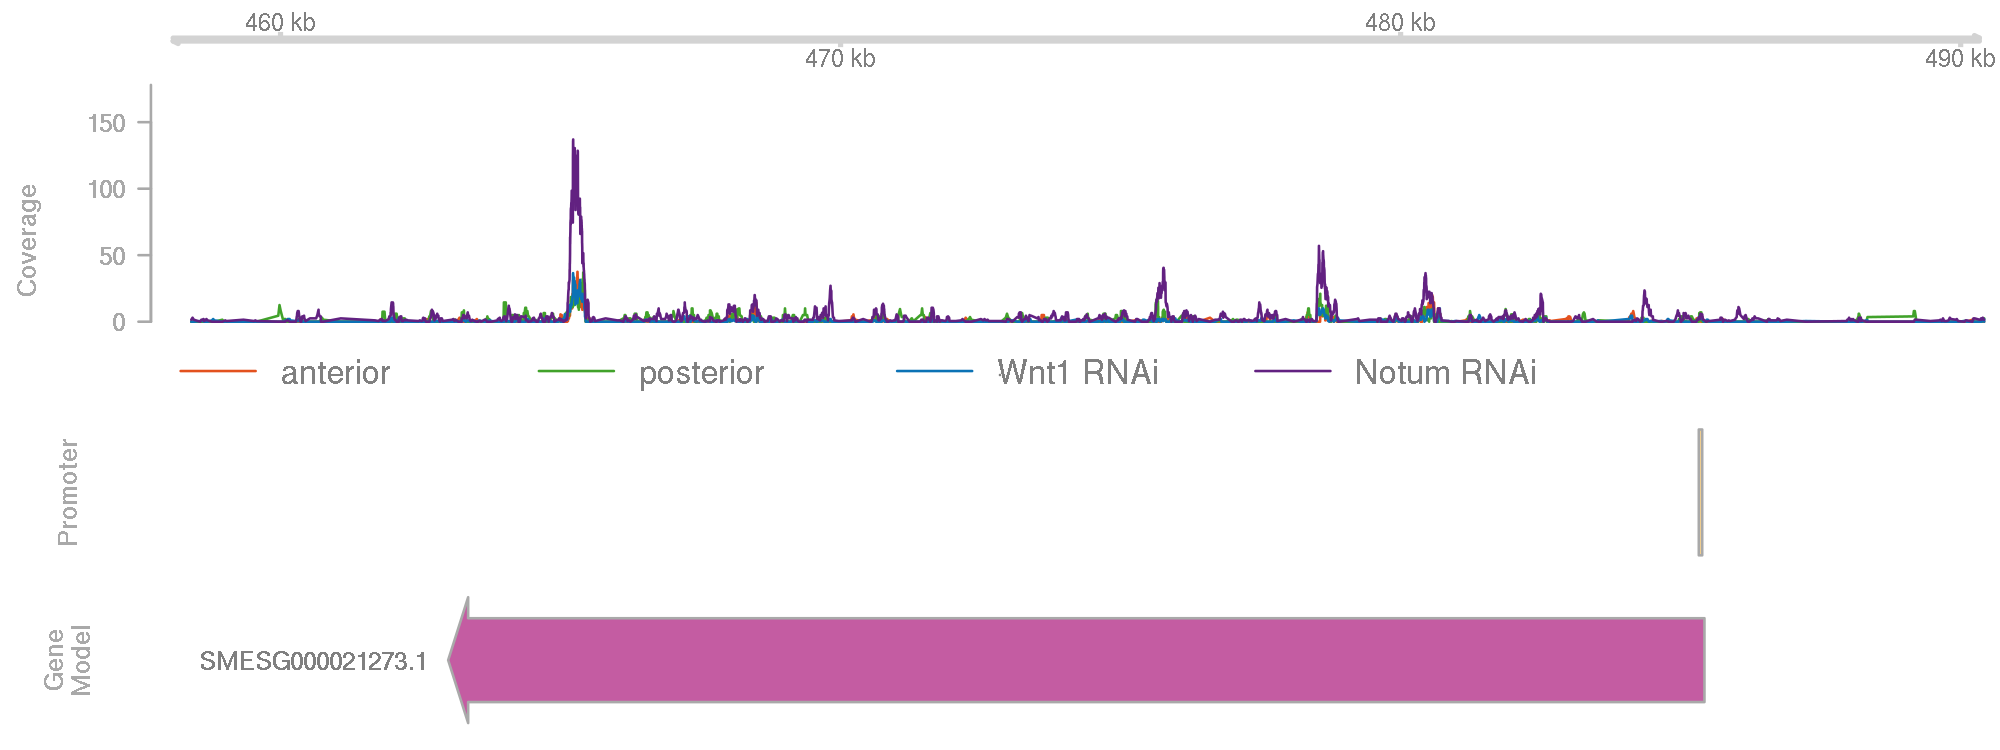 460 kb
480 kb
470 kb
490 kb
Coverage
150
100
50
0
anterior
posterior
Wnt1 RNAi
Notum RNAi
Promoter
Gene
Model
SMESG000021273.1